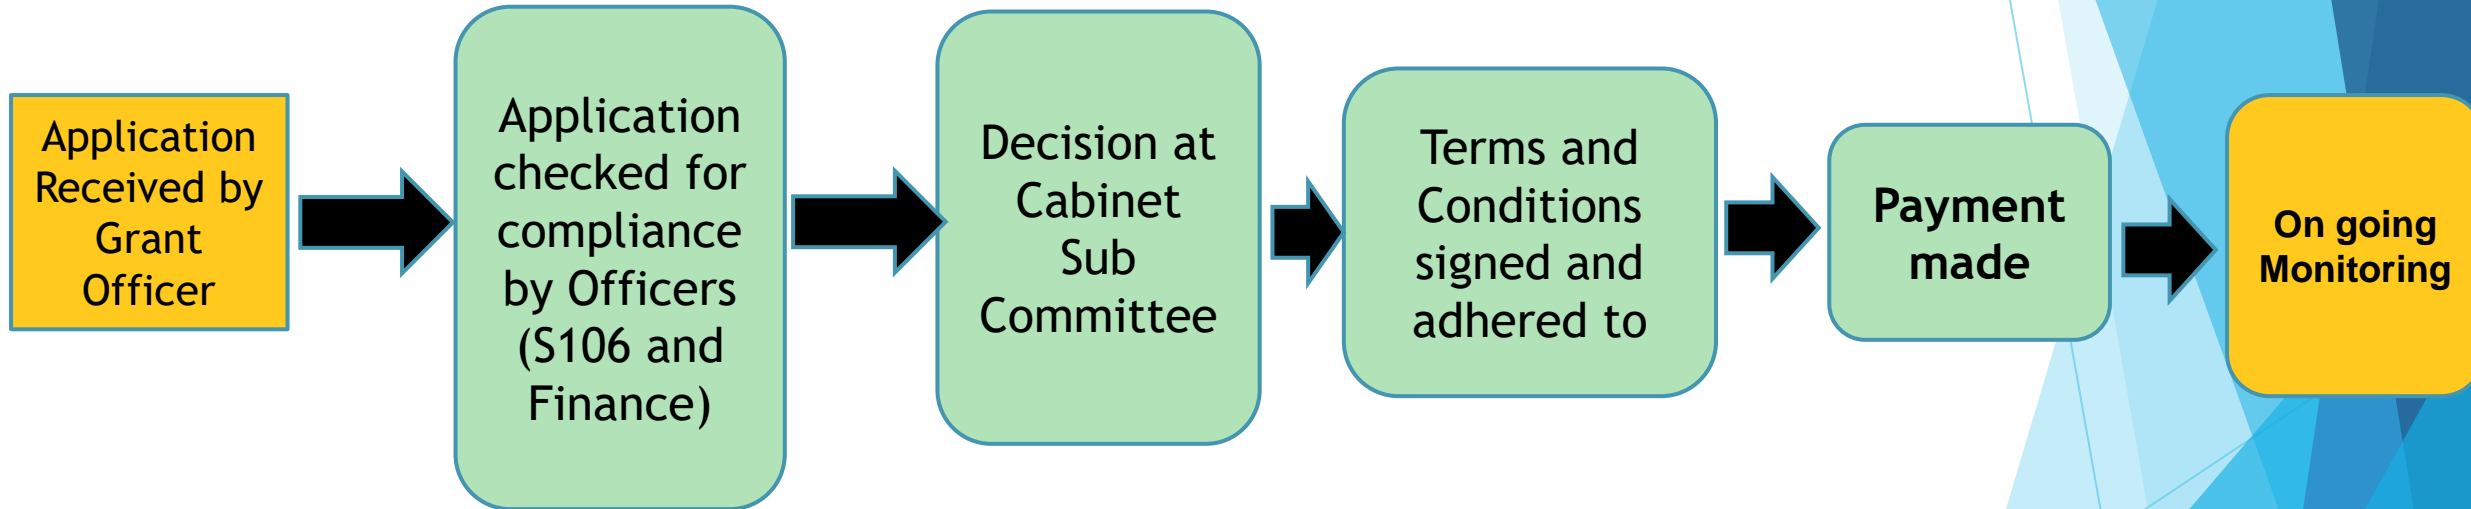 Application
Received by
Grant
Officer
Application
checked for
compliance
by Officers
(S106 and
Finance)
Decision at
Cabinet
Sub
Committee
Terms and
Conditions
signed and
adhered to
Payment
made
On going
Monitoring